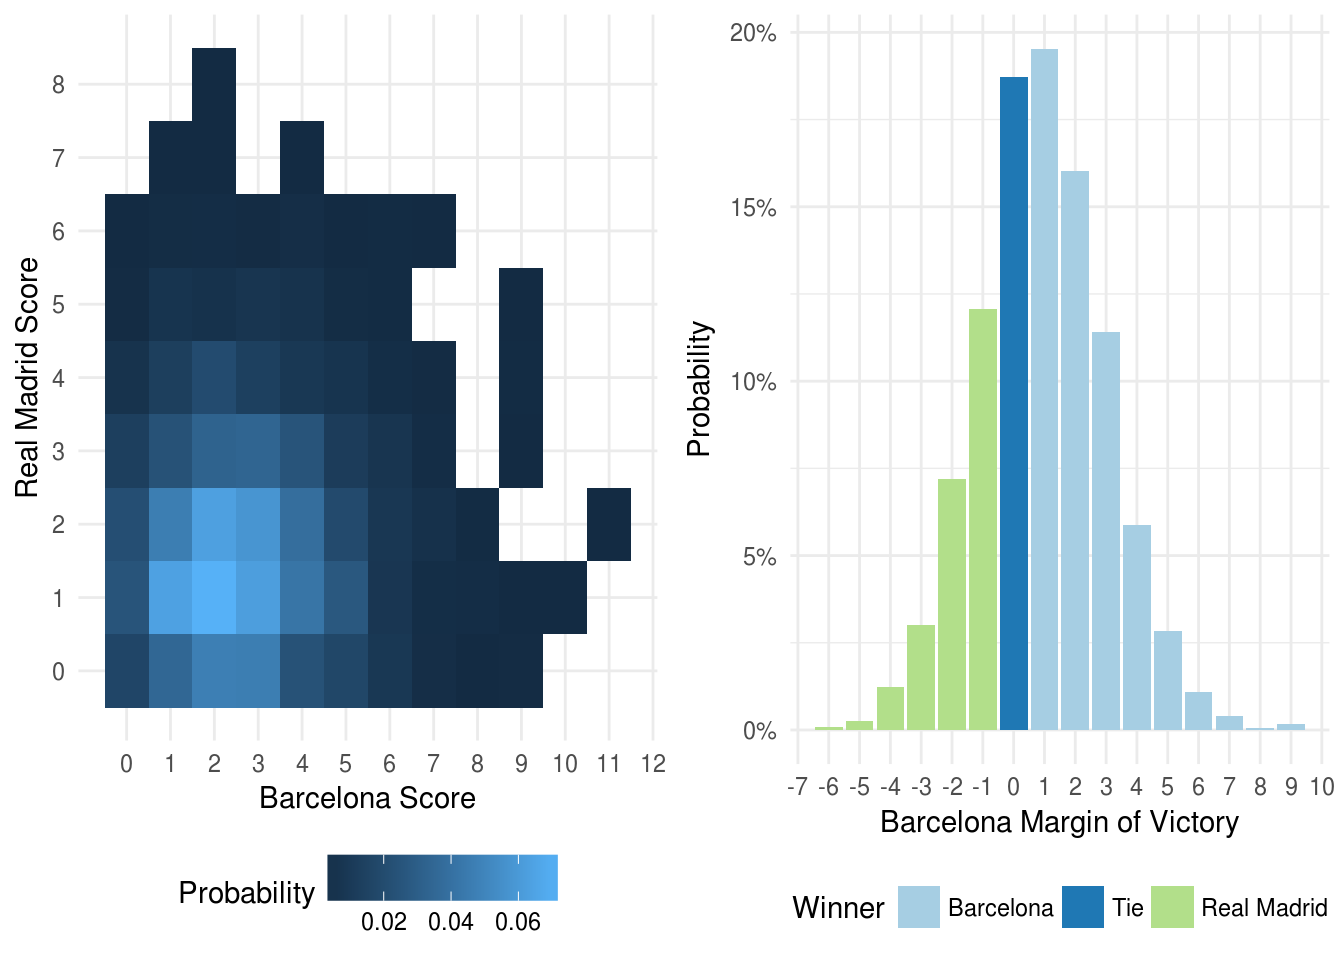 8
7
6
5
4
3
2
1
0
Real Madrid Score
0 1 2 3 4 5 6 7 8 9 10 11 12
Barcelona Score
Probability
0.02 0.04 0.06
20%
15%
10%
5%
0%
Probability
-7 -6 -5 -4 -3 -2 -1 0 1 2 3 4 5 6 7 8 9 10
Barcelona Margin of Victory
Winner Barcelona Tie Real Madrid